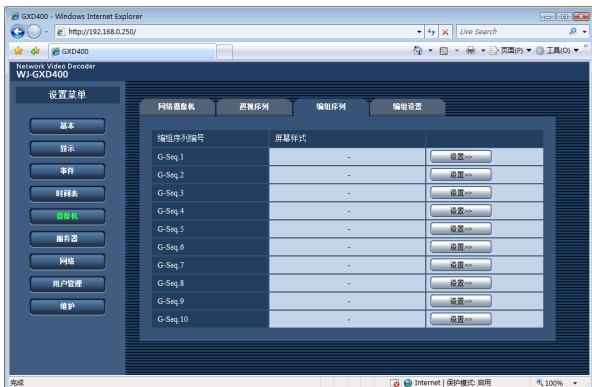 GXD400 - Windows Internet Explorer
http://192.168.0.250/
Live Search
GXD400
页面(P) 工具(O)
Network Video Decoder
WJ-GXD400
设置菜单
网络摄像机 巡视序列 编组序列 编组设置
基本
显示
事件
时间表
摄像机
服务器
网络
用户管理
维护
编组序列编号 屏幕样式
G-Seq.1 - 设置>>
G-Seq.2 - 设置>>
G-Seq.3 - 设置>>
G-Seq.4 - 设置>>
G-Seq.5 - 设置>>
G-Seq.6 - 设置>>
G-Seq.7 - 设置>>
G-Seq.8 - 设置>>
G-Seq.9 - 设置>>
G-Seq.10 - 设置>>
完成 Internet | 保护模式: 启用 100%